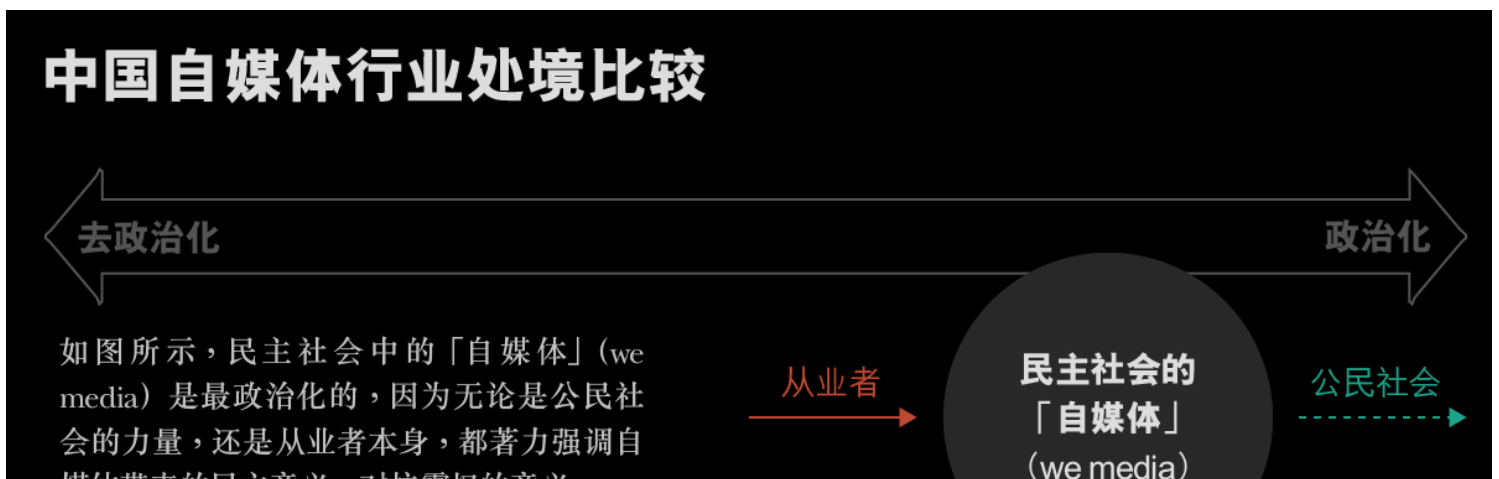 中国自媒体行业处境比较
去政治化
政治化
如图所示，民主社会中的「自媒体」(we
media）是最政治化的，因为无论是公民社
会的力量，还是从业者本身，都著力强调自
从业者
民主社会的
「自媒体」
（we media）
公民社会